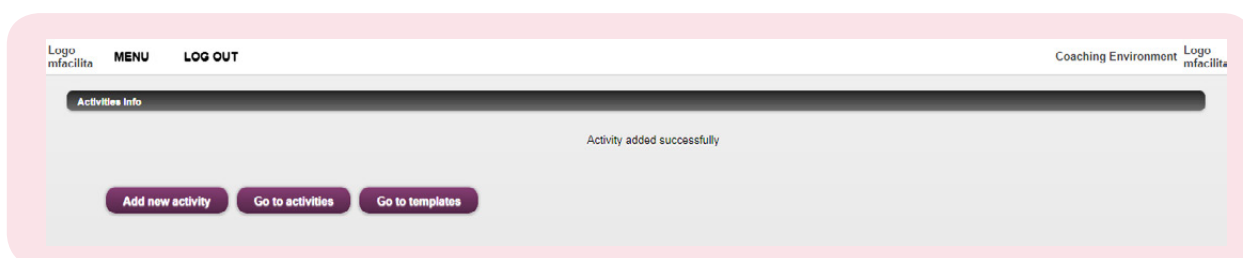 Logo
mfacilita
MENU
LOG OUT
Coaching Environment
Logo
mfacilita
Activities Info
Activity added successfully
Add new activity
Go to activities
Go to templates